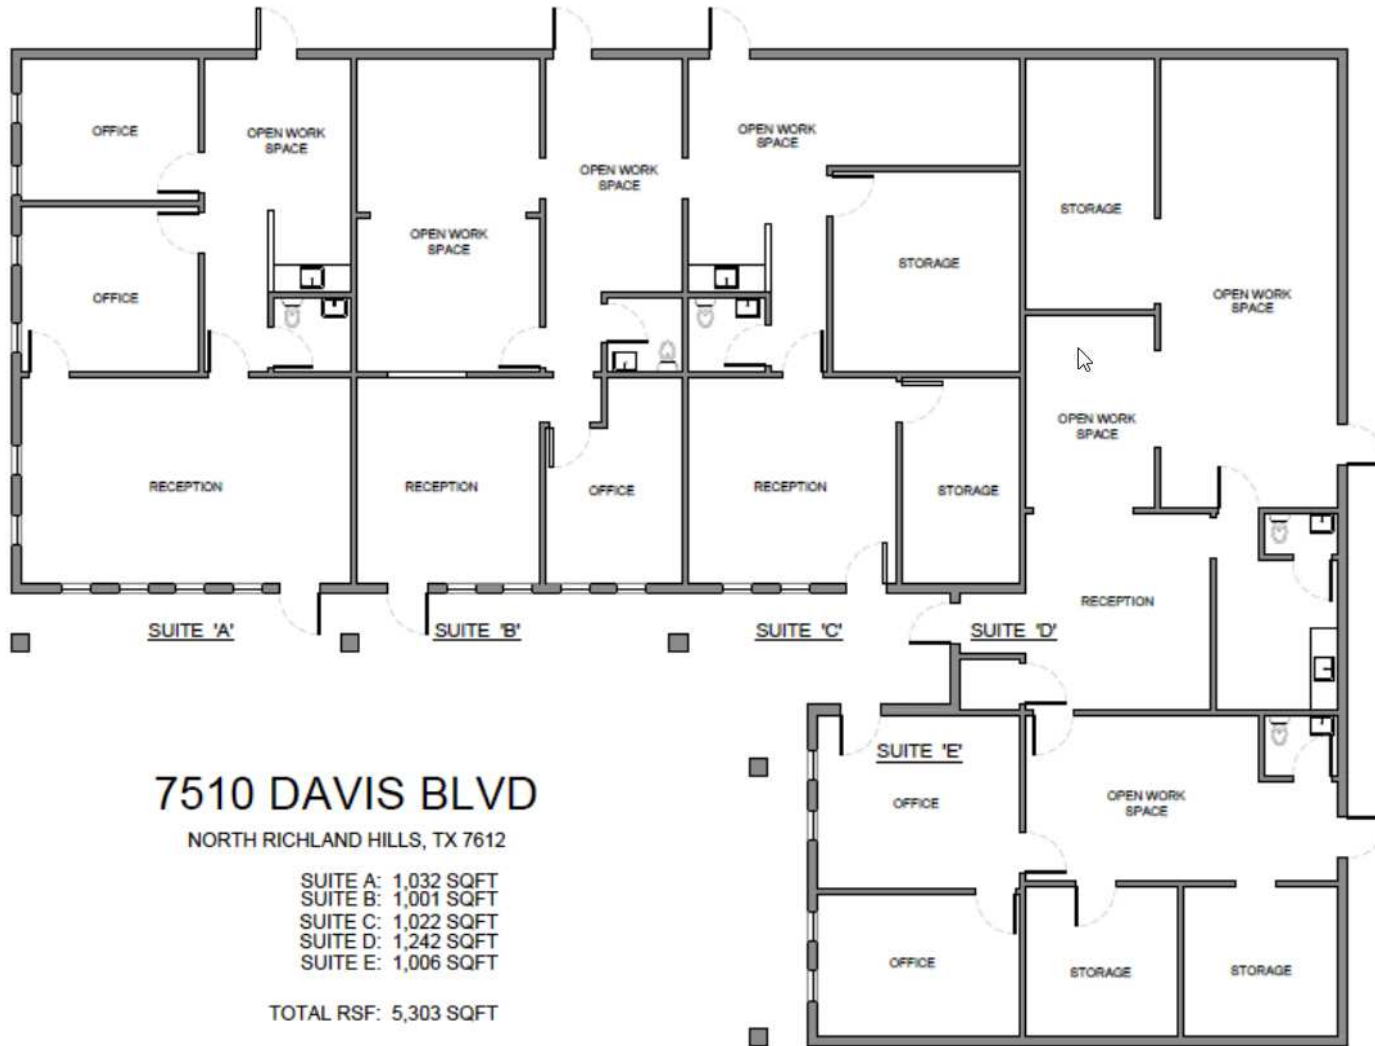 OFFICE
OPEN WORK
SPACE
OPEN WORK
SPACE
OPEN WORK
SPACE
OPEN WORK
SPACE
STORAGE
STORAGE
OPEN WORK
SPACE
OFFICE
OPEN WORK
SPACE
RECEPTION
RECEPTION
OFFICE
RECEPTION
STORAGE
RECEPTION
SUITE 'A'
SUITE 'B'
SUITE 'C'
SUITE 'D'
SUITE 'E'
OFFICE
OPEN WORK
SPACE
OFFICE
STORAGE
STORAGE
7510 DAVIS BLVD
NORTH RICHLAND HILLS, TX 7612
SUITE A: 1,032 SQFT
SUITE B: 1,001 SQFT
SUITE C: 1,022 SQFT
SUITE D: 1,242 SQFT
SUITE E: 1,006 SQFT
TOTAL RSF: 5,303 SQFT